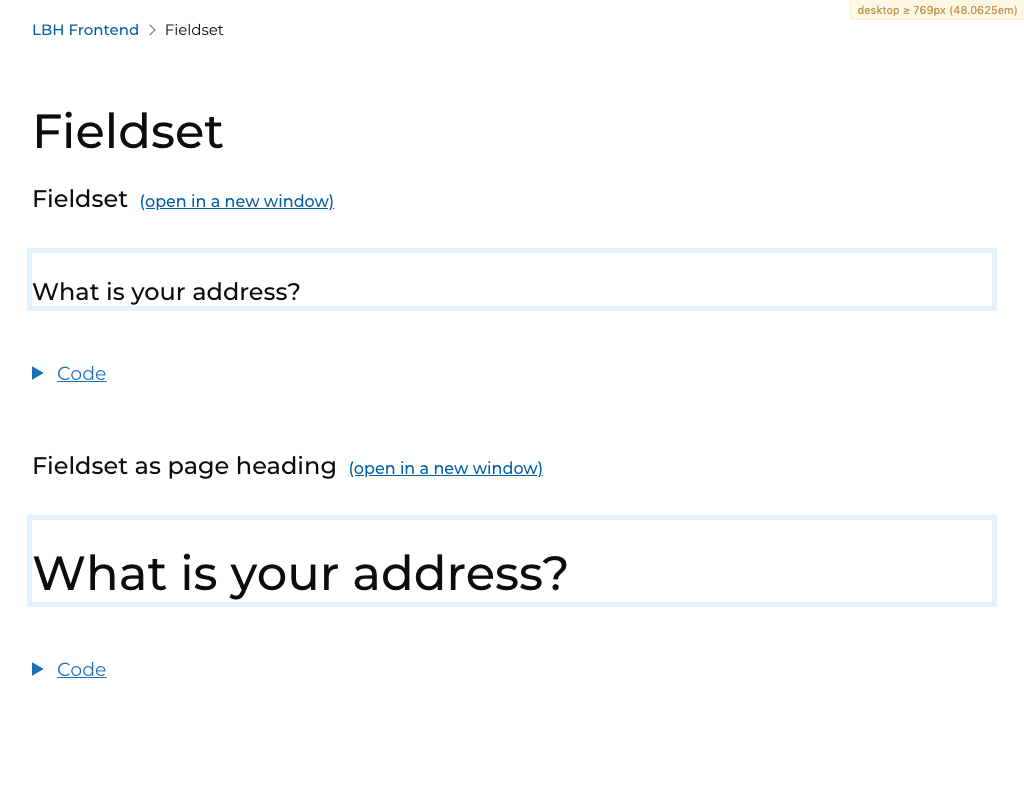 desktop ≥ 769px (48.0625em)
LBH Frontend Fieldset
Fieldset
Fieldset (open in a new window)
What is your address?
Code
Fieldset as page heading (open in a new window)
What is your address?
Code